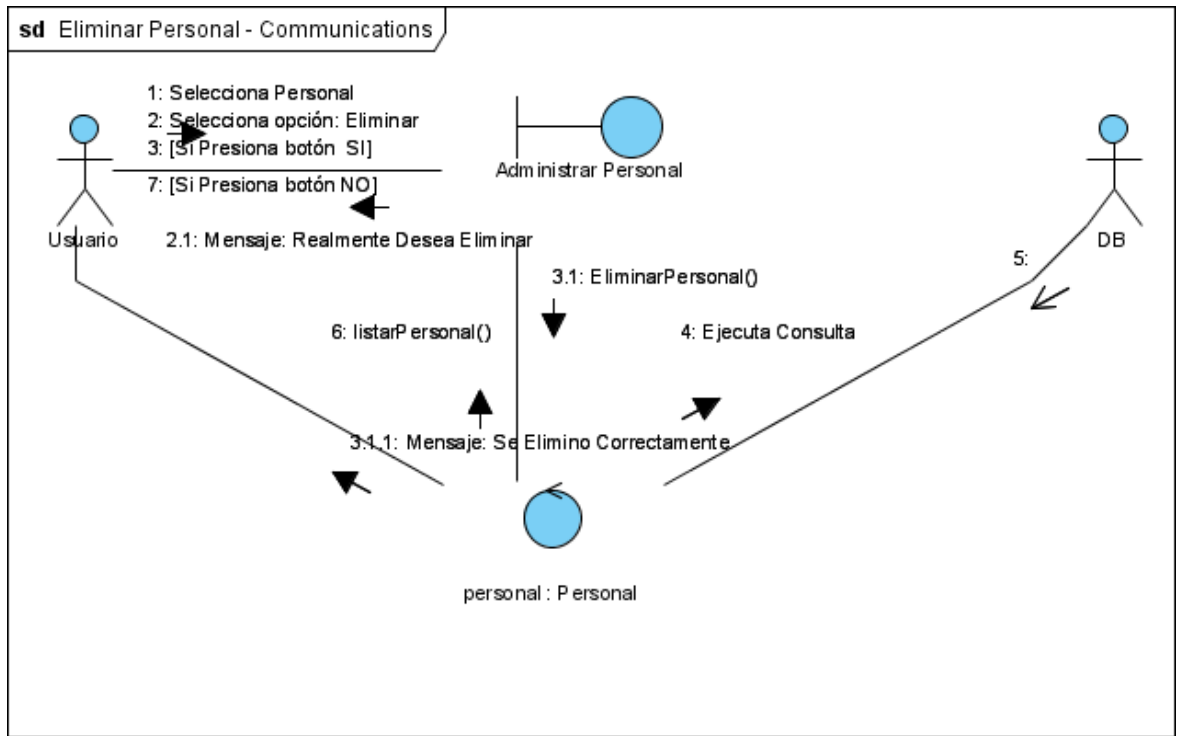 sd Eliminar Personal - Communications
1: Selecciona Personal
2: Selecciona opción: Eliminar
3: [Si Presiona botón SI]
Administrar Personal
7: [Si Presiona botón NO]
Usuario
2.1: Mensaje: Realmente Desea Eliminar
DB
5:
3.1: EliminarPersonal()
6: listarPersonal()
4: Ejecuta Consulta
3.1.1: Mensaje: Se Elimino Correctamente
personal : Personal